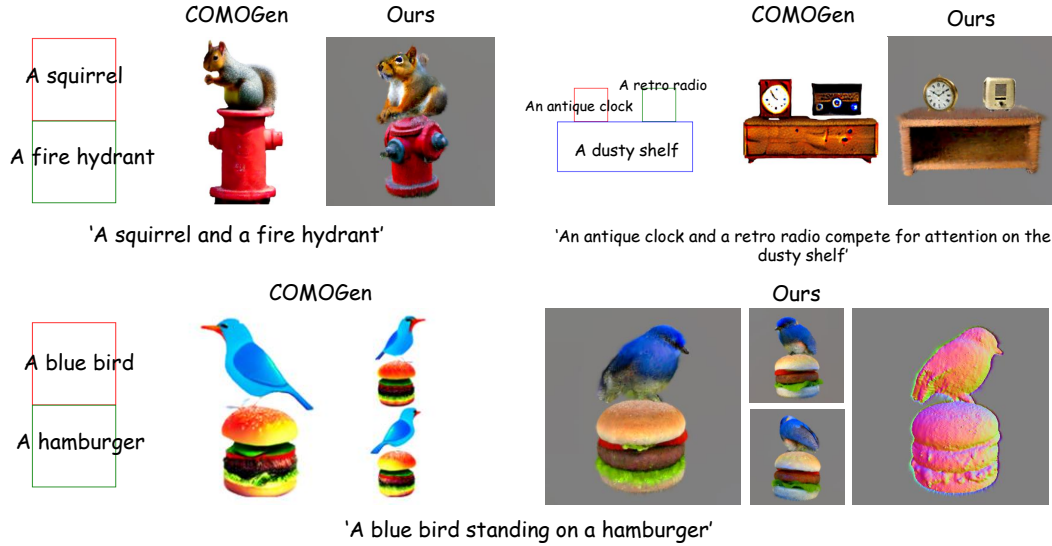 COMOGen
Ours
COMOGen
Ours
A squirrel
A fire hydrant
A retro radio
An antique clock
A dusty shelf
‘A squirrel and a fire hydrant’
‘An antique clock and a retro radio compete for attention on the
dusty shelf’
COMOGen
Ours
A blue bird
A hamburger
‘A blue bird standing on a hamburger’